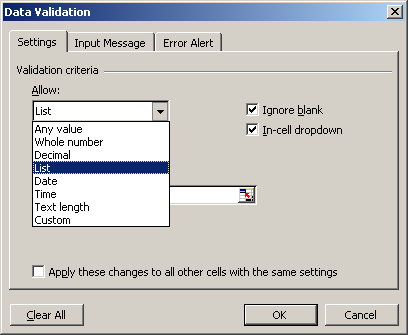 Data Validation
Settings
Input Message
Error Alert
Validation criteria
Allow:
List
Ignore blank
In-cell dropdown
Any value
Whole number
Decimal
List
Date
Time
Text length
Custom
Apply these changes to all other cells with the same settings
Clear All
OK
Cancel